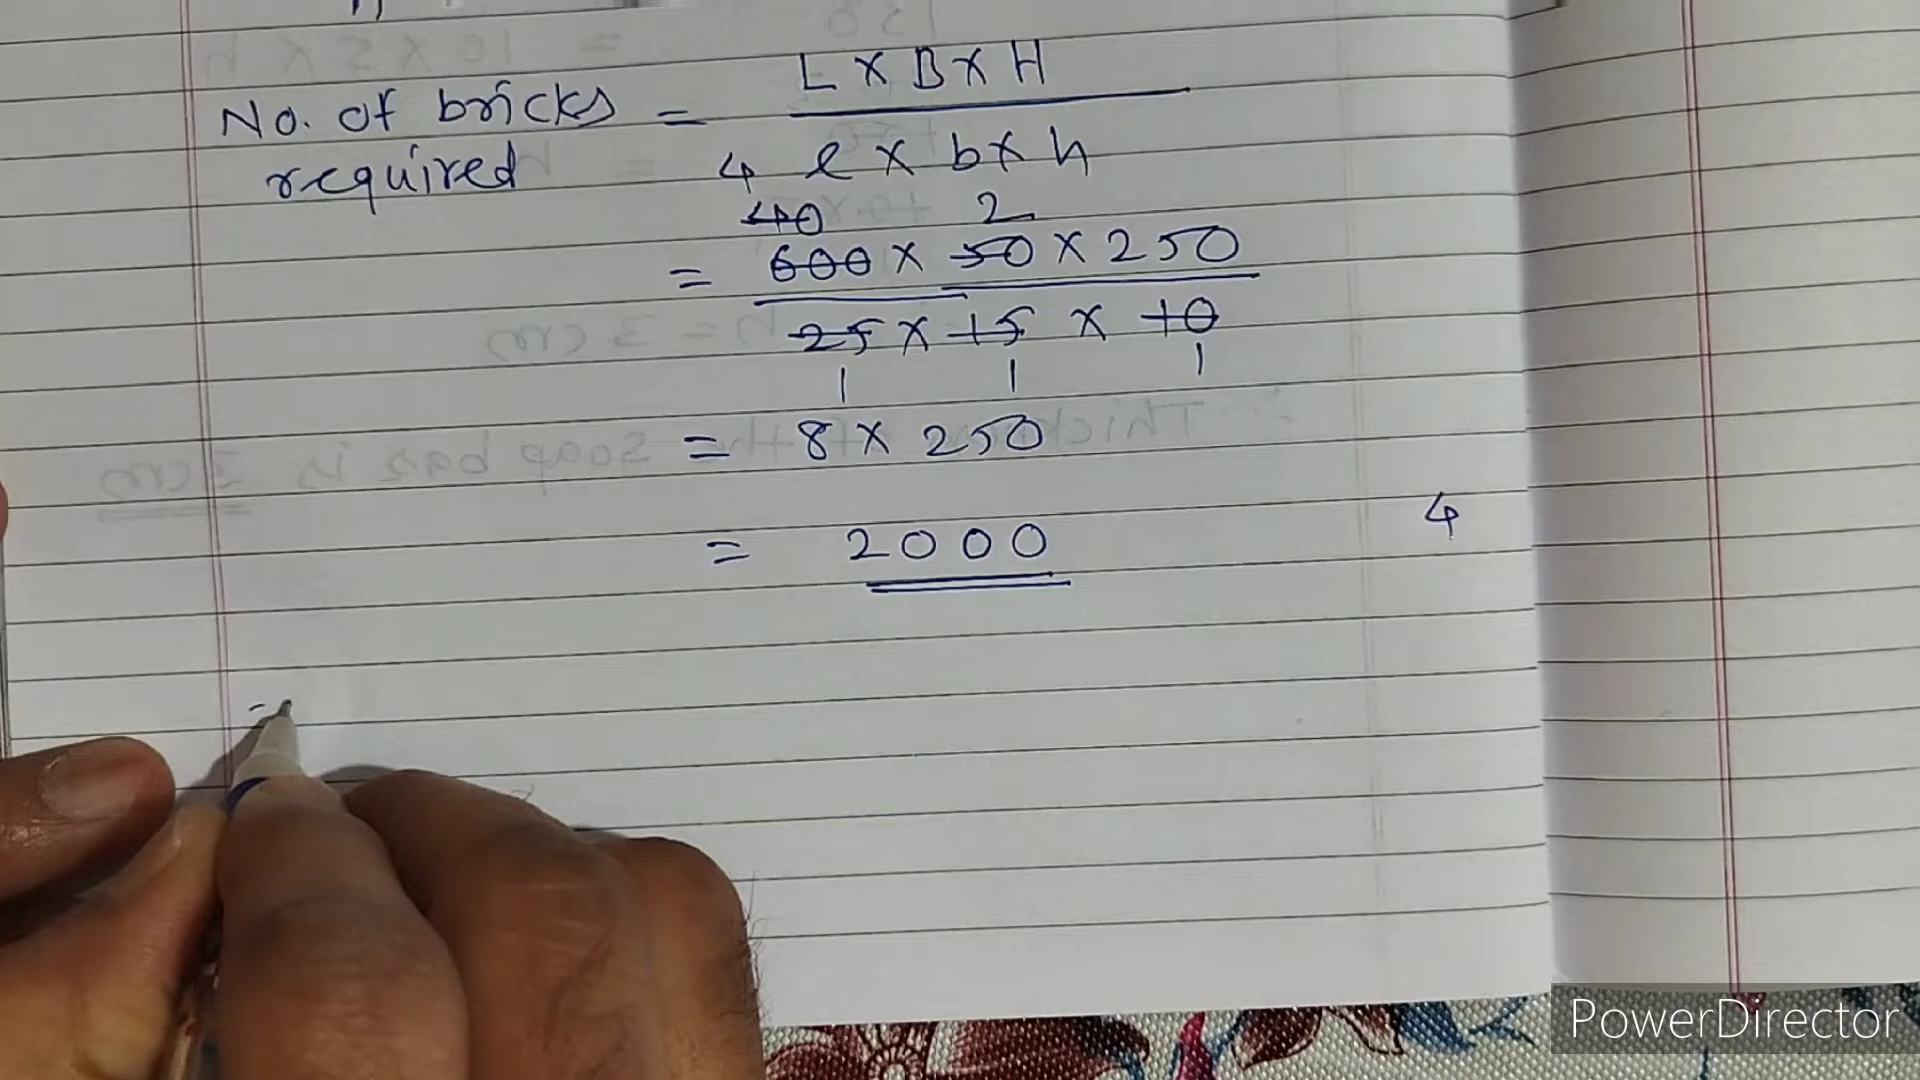 L × B × H
No. of bricks =
required
4 l × b × h
40 2
= 600 × 50 × 250
25 × 15 × 10
1 1 1
= 8 × 250
= 2000
4
PowerDirector